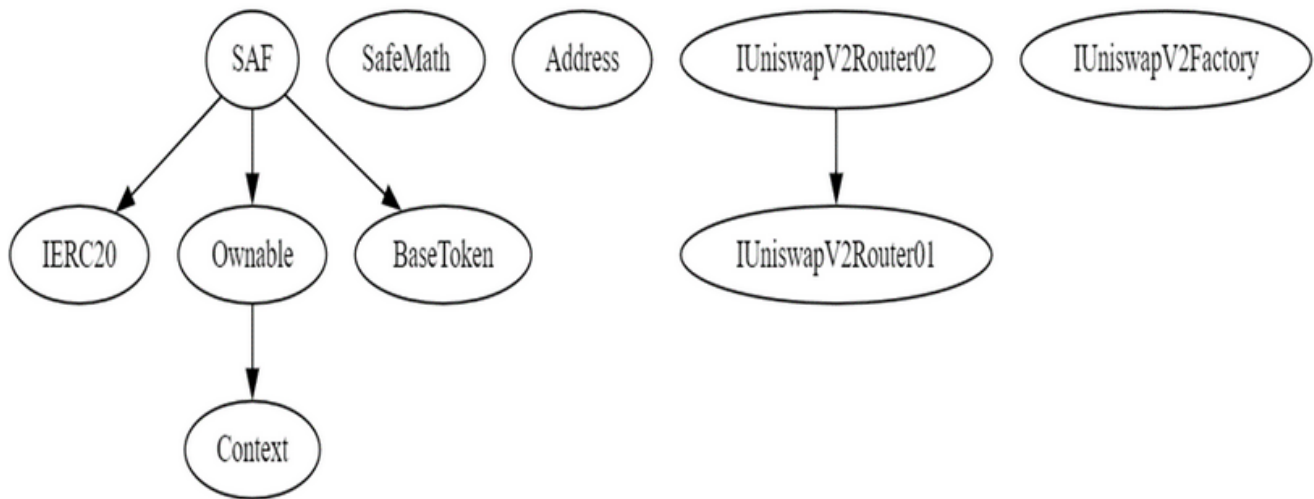 SAF
SafeMath
Address
IUniswapV2Router02
IUniswapV2Factory
IERC20
Ownable
BaseToken
IUniswapV2Router01
Context